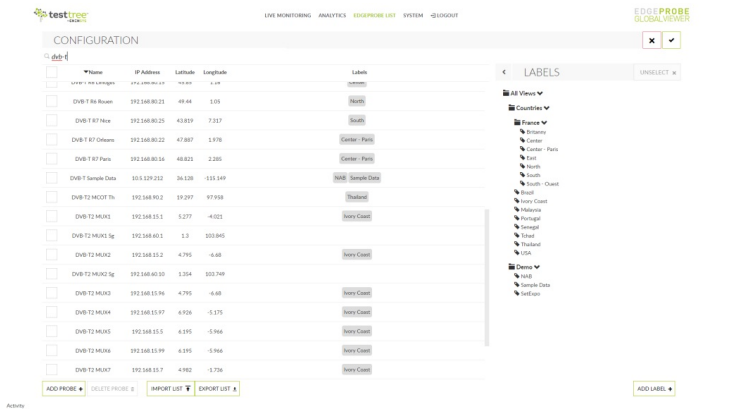 testtree
LIVE MONITORING ANALYTICS EDGEPROBE LIST SYSTEM LOGOUT
EDGEPROBE
GLOBALVIEWER
CONFIGURATION
dvb-t
Name IP Address Latitude Longitude Labels
DVB-T R6 Rouen 192.168.80.21 49.44 1.05 North
DVB-T R7 Nice 192.168.80.25 43.819 7.317 South
DVB-T R7 Orleans 192.168.80.22 47.887 1.978 Center - Paris
DVB-T R7 Paris 192.168.80.16 48.821 2.285 Center - Paris
DVB-T Sample Data 10.5.129.212 36.128 -115.149 NAB Sample Data
DVB-T2 MCOT Th 192.168.90.2 19.297 97.958 Thailand
DVB-T2 MUX1 192.168.15.1 5.277 -4.021 Ivory Coast
DVB-T2 MUX1 Sg 192.168.60.1 1.3 103.845
DVB-T2 MUX2 192.168.15.2 4.795 -6.68 Ivory Coast
DVB-T2 MUX2 Sg 192.168.60.10 1.354 103.749
DVB-T2 MUX3 192.168.15.96 4.795 -6.68 Ivory Coast
DVB-T2 MUX4 192.168.15.97 6.926 -5.175 Ivory Coast
DVB-T2 MUX5 192.168.15.5 6.195 -5.966 Ivory Coast
DVB-T2 MUX6 192.168.15.99 6.195 -5.966 Ivory Coast
DVB-T2 MUX7 192.168.15.7 4.982 -1.736 Ivory Coast
ADD PROBE + DELETE PROBE x IMPORT LIST EXPORT LIST
LABELS UNSELECT x
All Views
Countries
France
Britanny
Center
Center - Paris
East
North
South
South - Ouest
Brazil
Ivory Coast
Malaysia
Portugal
Senegal
Tchad
Thailand
USA
Demo
NAB
Sample Data
SetExpo
ADD LABEL +
Activity